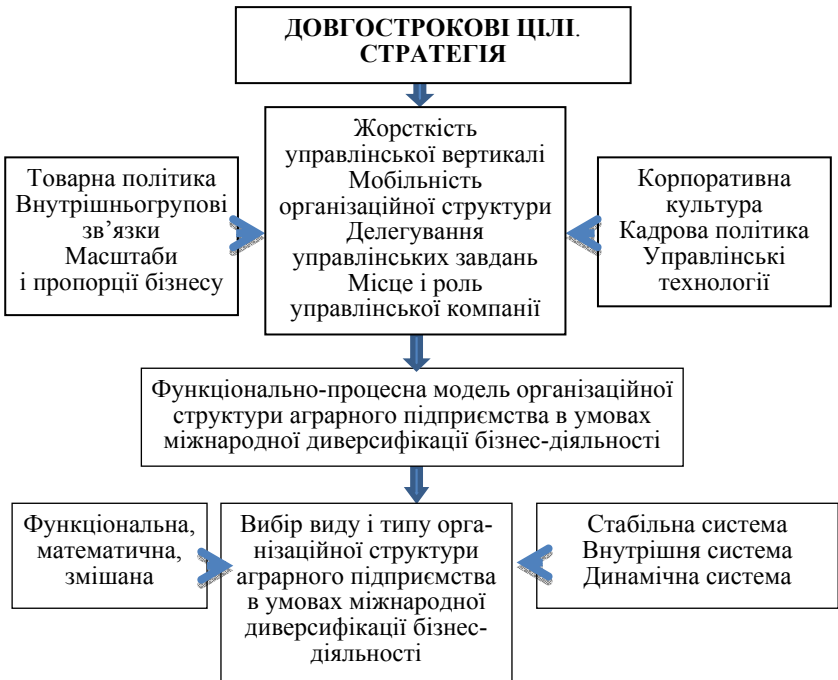 ДОВГОСТРОКОВІ ЦІЛІ.
СТРАТЕГІЯ
Товарна політика
Внутрішньогрупові
зв’язки
Масштаби
і пропорції бізнесу
Жорсткість
управлінської вертикалі
Мобільність
організаційної структури
Делегування
управлінських завдань
Місце і роль
управлінської компанії
Корпоративна
культура
Кадрова політика
Управлінські
технології
Функціонально-процесна модель організаційної
структури аграрного підприємства в умовах
міжнародної диверсифікації бізнес-діяльності
Функціональна,
математична,
змішана
Вибір виду і типу орга-
нізаційної структури
аграрного підприємства
в умовах міжнародної
диверсифікації бізнес-
діяльності
Стабільна система
Внутрішня система
Динамічна система